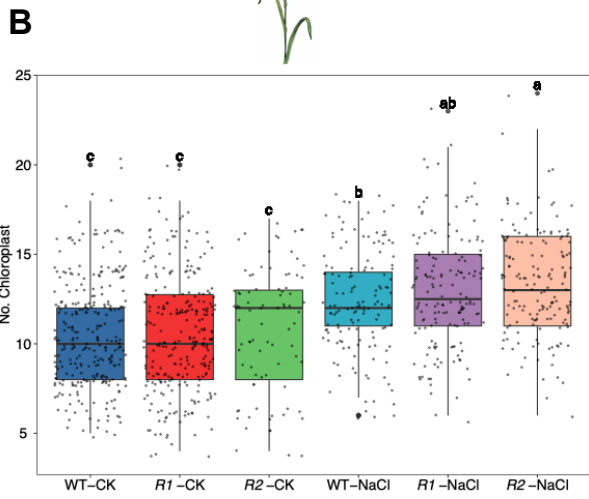 B
25
20
15
10
5
No. Chloroplast
c
c
c
b
ab
a
WT–CK
R1–CK
R2–CK
WT–NaCl
R1–NaCl
R2–NaCl